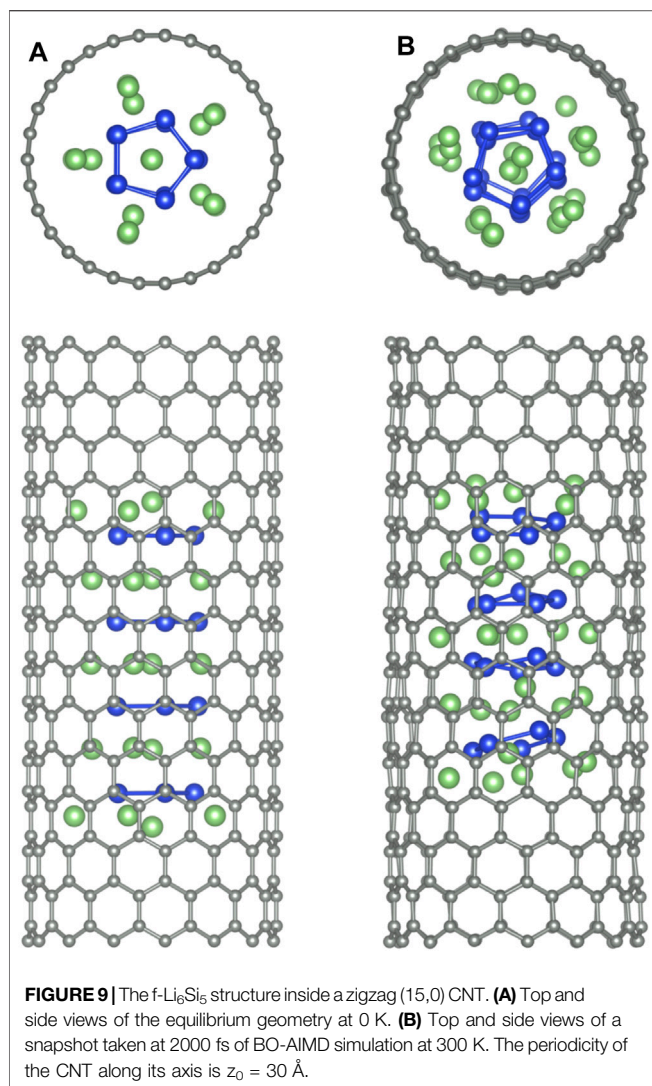 A
B
FIGURE 9 | The f-Li₆Si₅ structure inside a zigzag (15,0) CNT. (A) Top and
side views of the equilibrium geometry at 0 K. (B) Top and side views of a
snapshot taken at 2000 fs of BO-AIMD simulation at 300 K. The periodicity of
the CNT along its axis is z₀ = 30 Å.